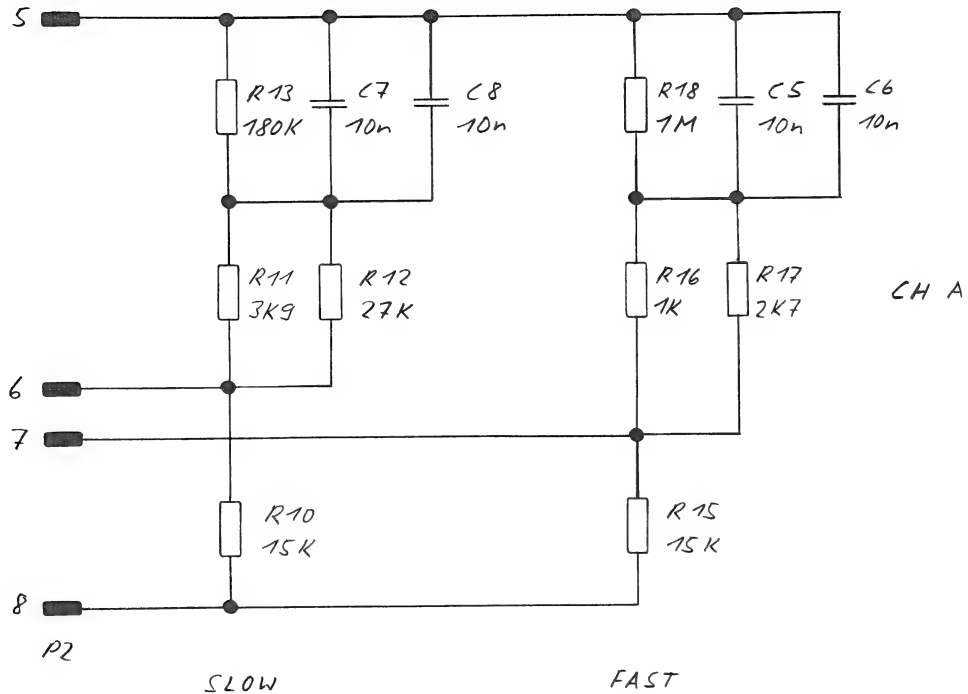 5
R13
180K
C7
10n
C8
10n
R18
1M
C5
10n
C6
10n
R11
3K9
R12
27K
R16
1K
R17
2K7
CH A
6
7
R10
15K
R15
15K
8
P2
SLOW
FAST